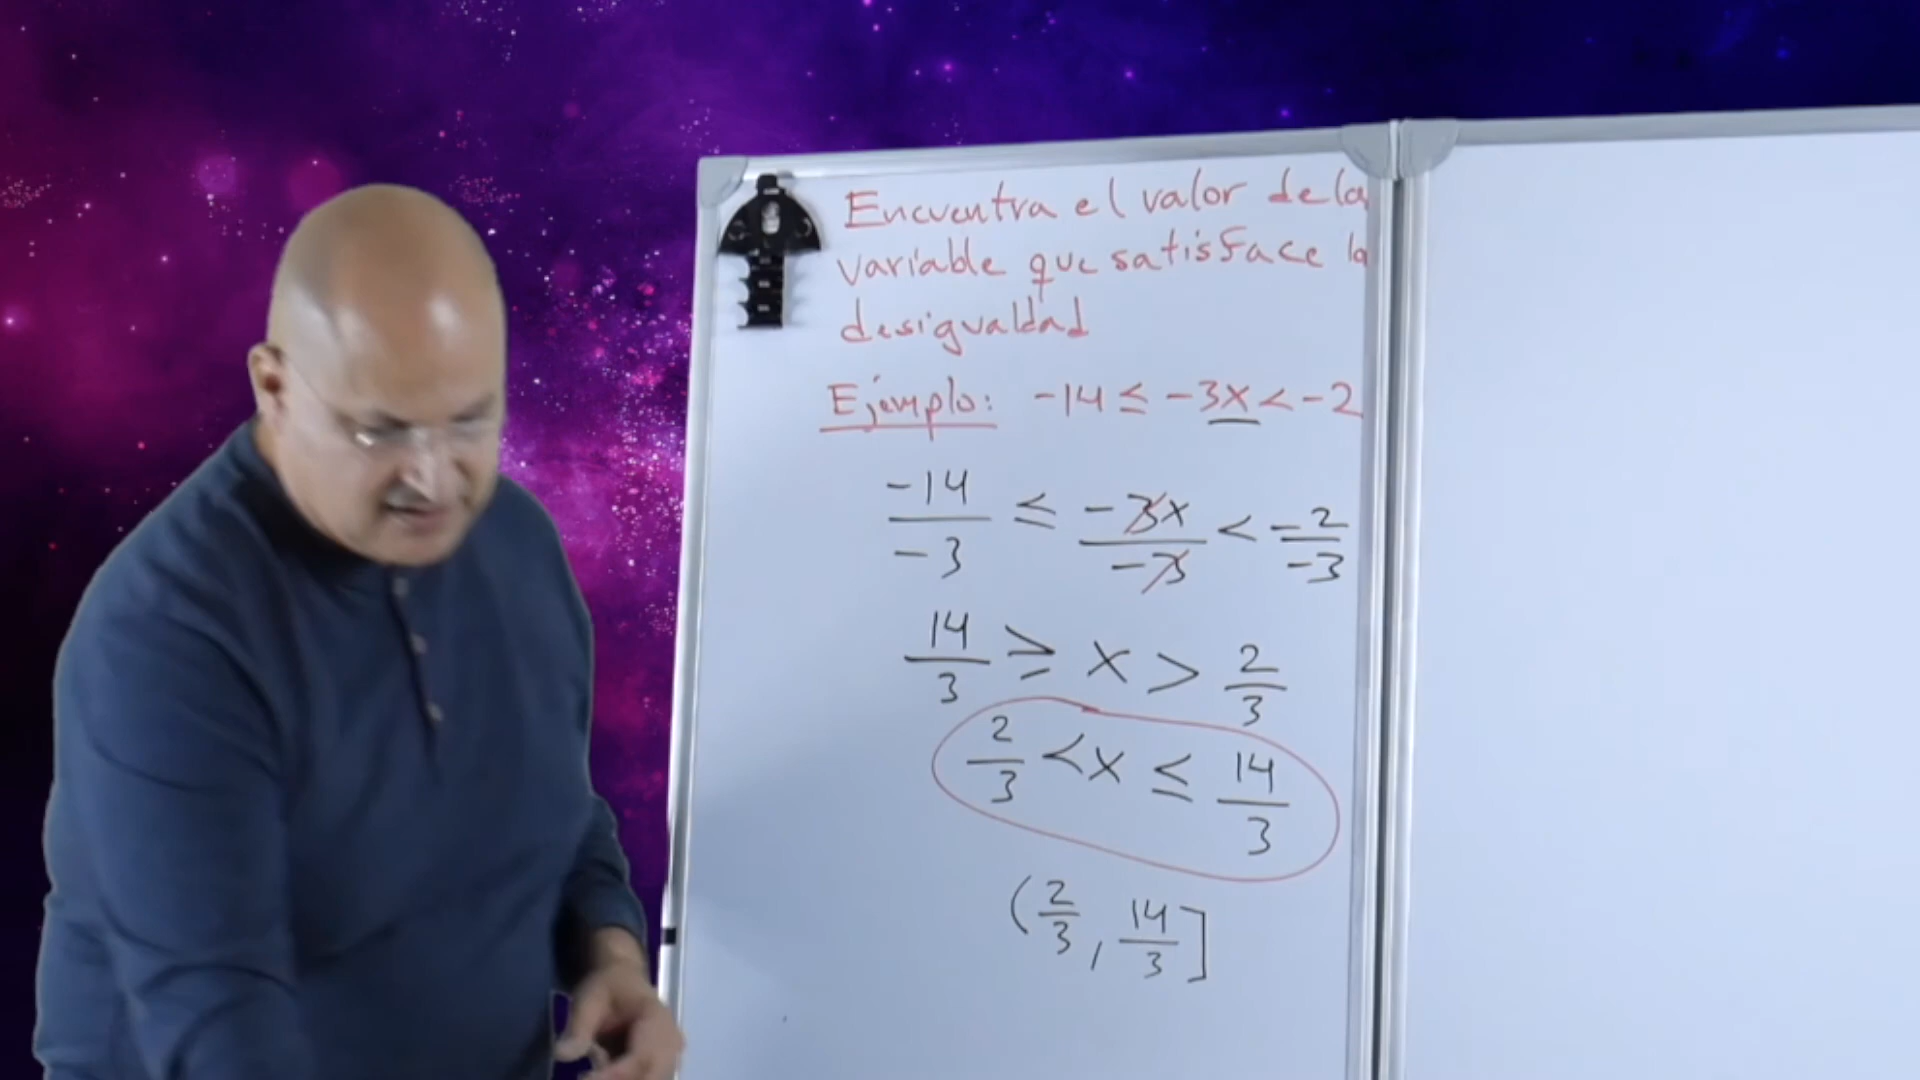 Encuentra el valor de la
variable que satisface la
desigualdad
Ejemplo: -14 ≤ -3x < -2
-14/-3 ≤ -3x/-3 < -2/-3
14/3 ≥ x > 2/3
2/3 < x ≤ 14/3
(2/3, 14/3]